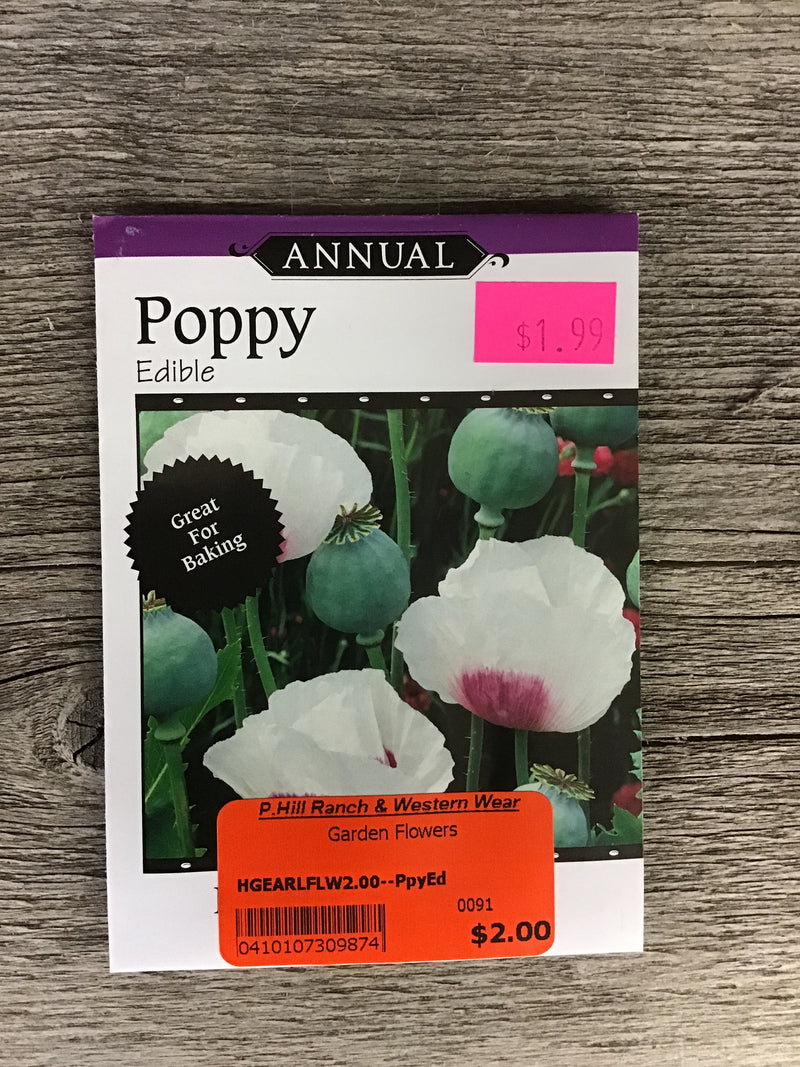 ANNUAL
Poppy
$1.99
Edible
Great
For
Baking
P.Hill Ranch & Western Wear
Garden Flowers
HGEARLFLW2.00--PpyEd
0091
0410107309874
$2.00